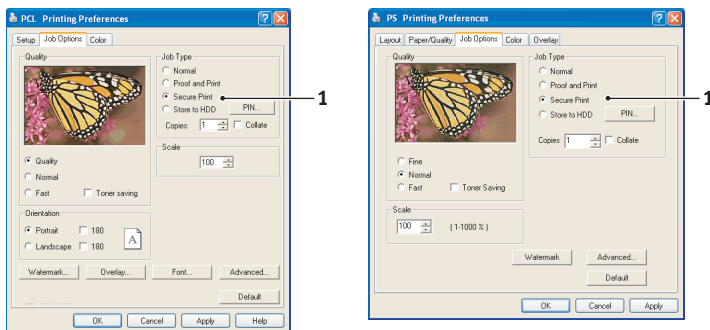 PCL Printing Preferences
Setup Job Options Color
Quality
Quality
Normal
Fast Toner saving
Orientation
Portrait 180
Landscape 180
A
Job Type
Normal
Proof and Print
Secure Print
Store to HDD PIN...
Copies: 1 Collate
Scale
100
Watermark... Overlay... Font... Advanced...
Default
OK Cancel Apply Help
1
PS Printing Preferences
Layout Paper/Quality Job Options Color Overlay
Quality
Fine
Normal
Fast Toner Saving
Scale
100 (1-1000 %)
Job Type
Normal
Proof and Print
Secure Print
Store to HDD PIN...
Copies 1 Collate
Watermark Advanced...
Default
OK Cancel Apply
1